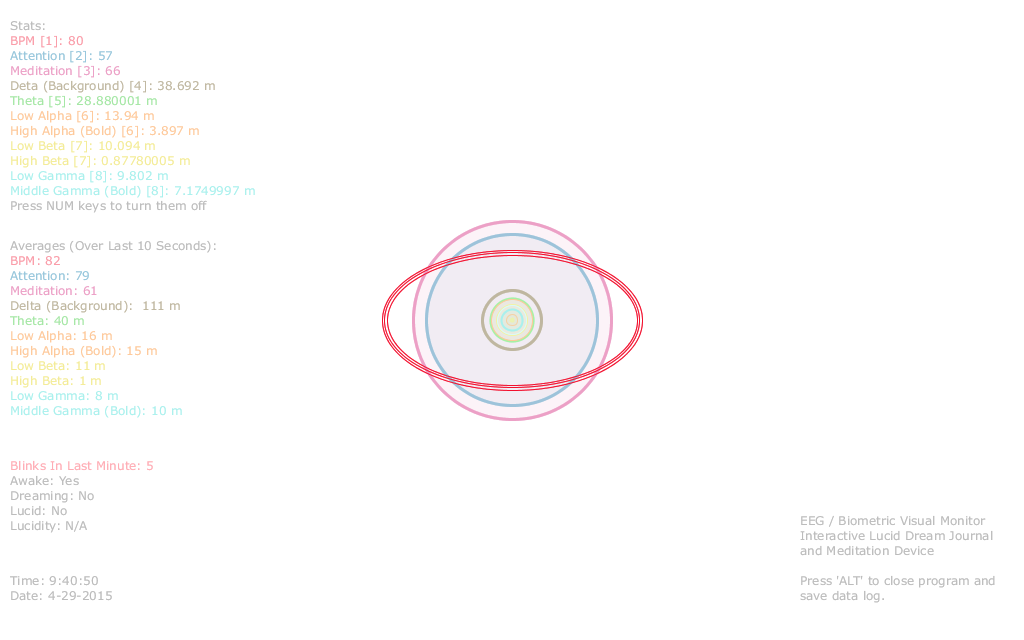 Stats:
BPM [1]: 80
Attention [2]: 57
Meditation [3]: 66
Deta (Background) [4]: 38.692 m
Theta [5]: 28.880001 m
Low Alpha [6]: 13.94 m
High Alpha (Bold) [6]: 3.897 m
Low Beta [7]: 10.094 m
High Beta [7]: 0.87780005 m
Low Gamma [8]: 9.802 m
Middle Gamma (Bold) [8]: 7.1749997 m
Press NUM keys to turn them off
Averages (Over Last 10 Seconds):
BPM: 82
Attention: 79
Meditation: 61
Delta (Background):  111 m
Theta: 40 m
Low Alpha: 16 m
High Alpha (Bold): 15 m
Low Beta: 11 m
High Beta: 1 m
Low Gamma: 8 m
Middle Gamma (Bold): 10 m
Blinks In Last Minute: 5
Awake: Yes
Dreaming: No
Lucid: No
Lucidity: N/A
Time: 9:40:50
Date: 4-29-2015
EEG / Biometric Visual Monitor
Interactive Lucid Dream Journal
and Meditation Device
Press 'ALT' to close program and
save data log.